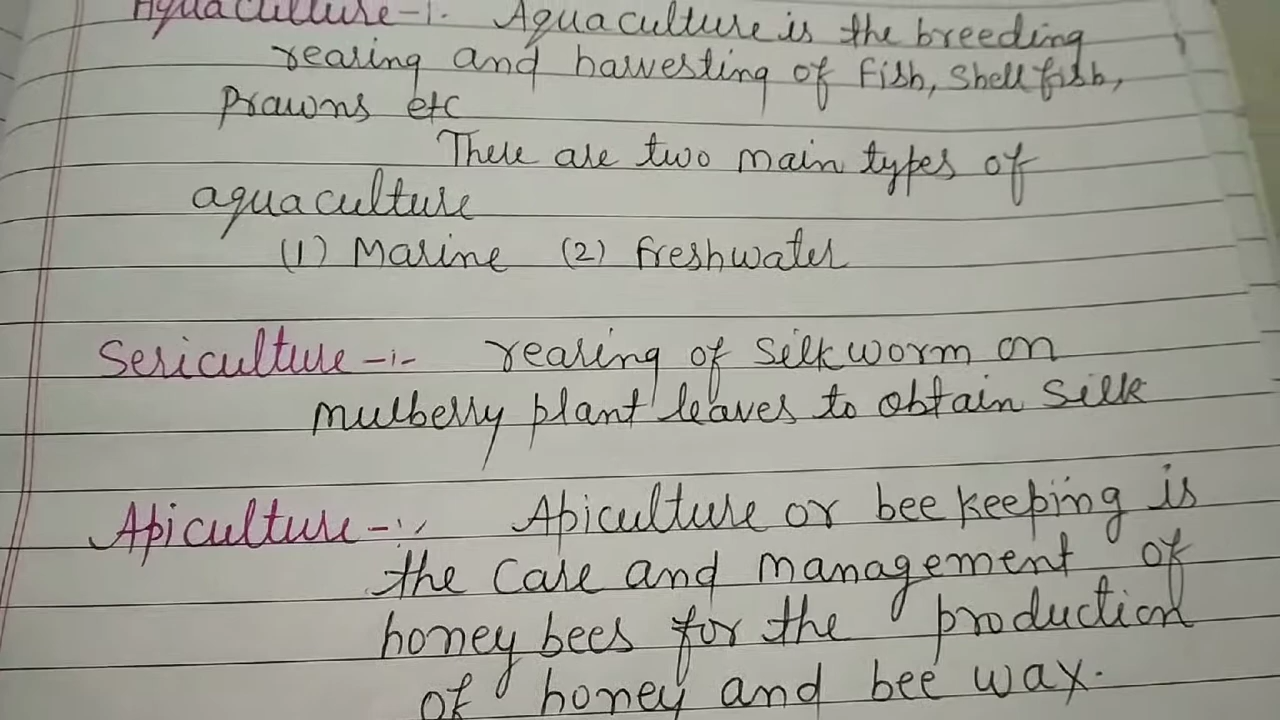 Aquaculture -: Aquaculture is the breeding
rearing and harvesting of Fish, Shell fish,
Prawns etc
There are two main types of
aquaculture
(1) Marine (2) Freshwater
Sericulture -:- rearing of Silk worm on
mulberry plant leaves to obtain Silk
Apiculture -:- Apiculture or bee keeping is
the care and management of
honey bees for the production
of honey and bee wax.